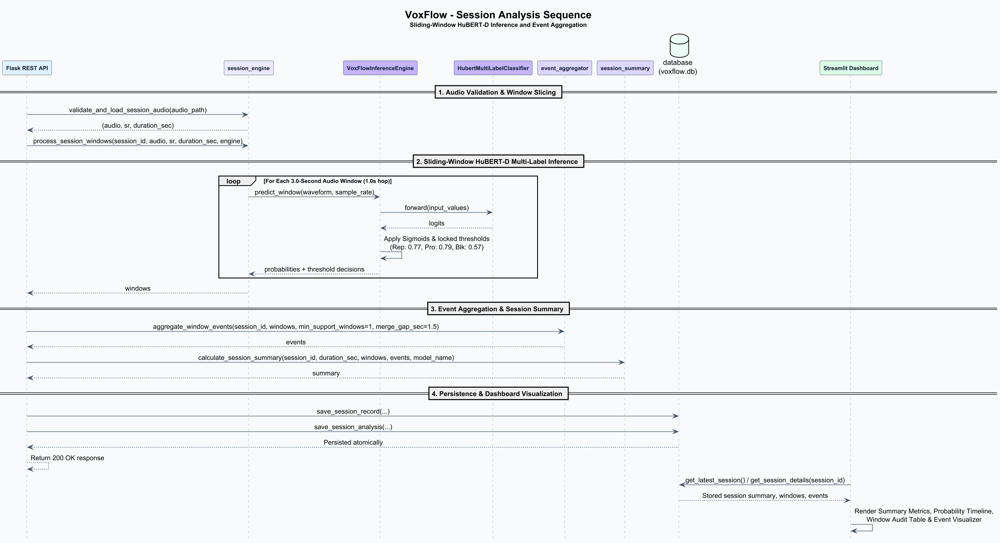 VoxFlow - Session Analysis Sequence
Sliding-Window HuBERT-D Inference and Event Aggregation
Flask REST API
session_engine
VoxFlowInferenceEngine
HubertMultiLabelClassifier
event_aggregator
session_summary
database
(voxflow.db)
Streamlit Dashboard
1. Audio Validation & Window Slicing
validate_and_load_session_audio(audio_path)
(audio, sr, duration_sec)
process_session_windows(session_id, audio, sr, duration_sec, engine)
2. Sliding-Window HuBERT-D Multi-Label Inference
loop
[For Each 3.0-Second Audio Window (1.0s hop)]
predict_window(waveform, sample_rate)
forward(input_values)
logits
Apply Sigmoids & locked thresholds
(Rep: 0.77, Pro: 0.79, Blk: 0.57)
probabilities + threshold decisions
windows
3. Event Aggregation & Session Summary
aggregate_window_events(session_id, windows, min_support_windows=1, merge_gap_sec=1.5)
events
calculate_session_summary(session_id, duration_sec, windows, events, model_name)
summary
4. Persistence & Dashboard Visualization
save_session_record(...)
save_session_analysis(...)
Persisted atomically
Return 200 OK response
get_latest_session() / get_session_details(session_id)
Stored session summary, windows, events
Render Summary Metrics, Probability Timeline,
Window Audit Table & Event Visualizer